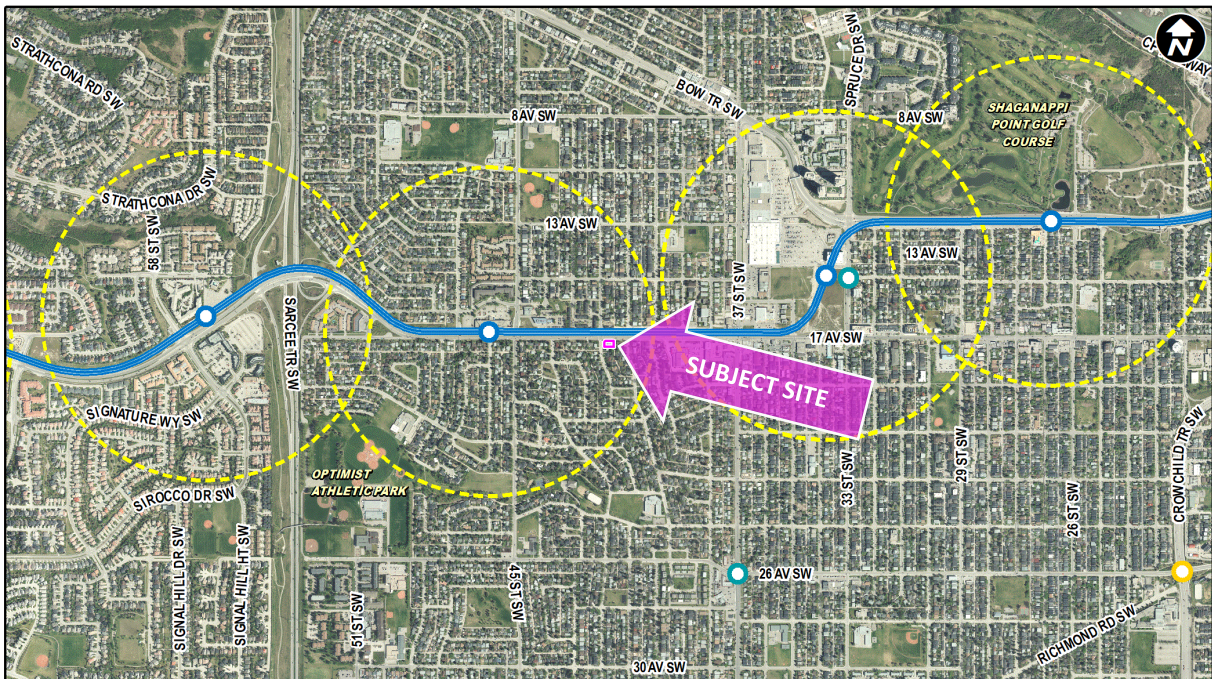 STRATHCONA RD SW
SPRUCE DR SW
N
BOW TR SW
8 AV SW
8 AV SW
SHAGANAPPI
POINT GOLF
COURSE
STRATHCONA DR SW
58 ST SW
13 AV SW
13 AV SW
37 ST SW
SARCEE TR SW
17 AV SW
SUBJECT SITE
SIGNATURE WY SW
OPTIMIST
ATHLETIC PARK
SIROCCO DR SW
33 ST SW
29 ST SW
26 ST SW
CROWCHILD TR SW
SIGNAL HILL DR SW
SIGNAL HILL HT SW
51 ST SW
45 ST SW
26 AV SW
RICHMOND RD SW
30 AV SW